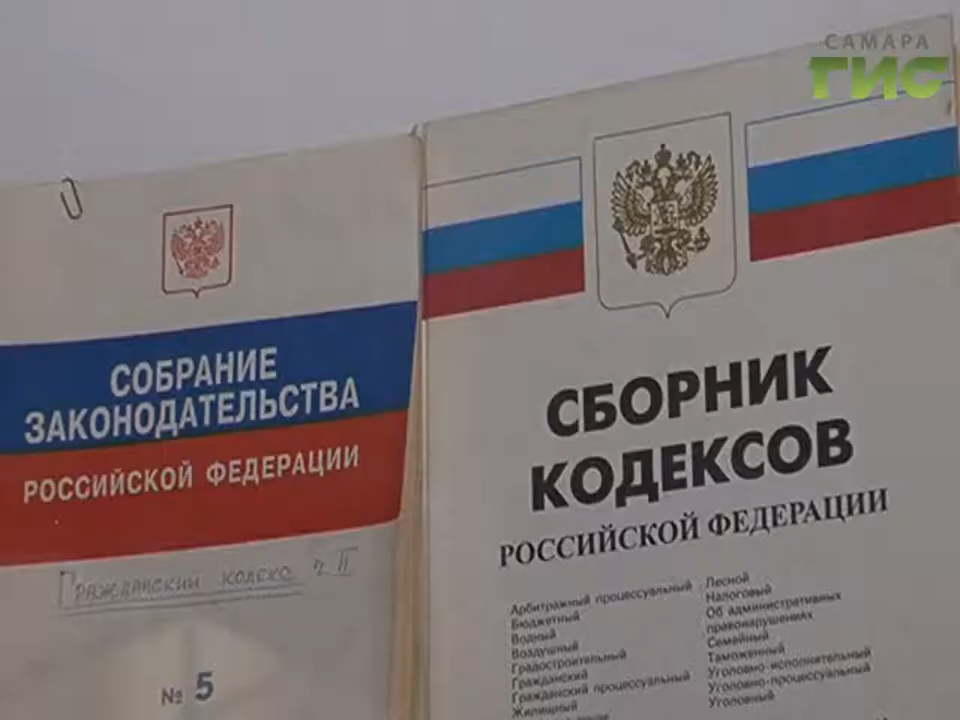 САМАРА
ГИС
СОБРАНИЕ
ЗАКОНОДАТЕЛЬСТВА
РОССИЙСКОЙ ФЕДЕРАЦИИ
Гражданский кодекс ч II
№ 5
СБОРНИК
КОДЕКСОВ
РОССИЙСКОЙ ФЕДЕРАЦИИ
Арбитражный процессуальный
Бюджетный
Водный
Воздушный
Градостроительный
Гражданский
Гражданский процессуальный
Жилищный
Лесной
Налоговый
Об административных
правонарушениях
Семейный
Таможенный
Уголовно-исполнительный
Уголовно-процессуальный
Уголовный